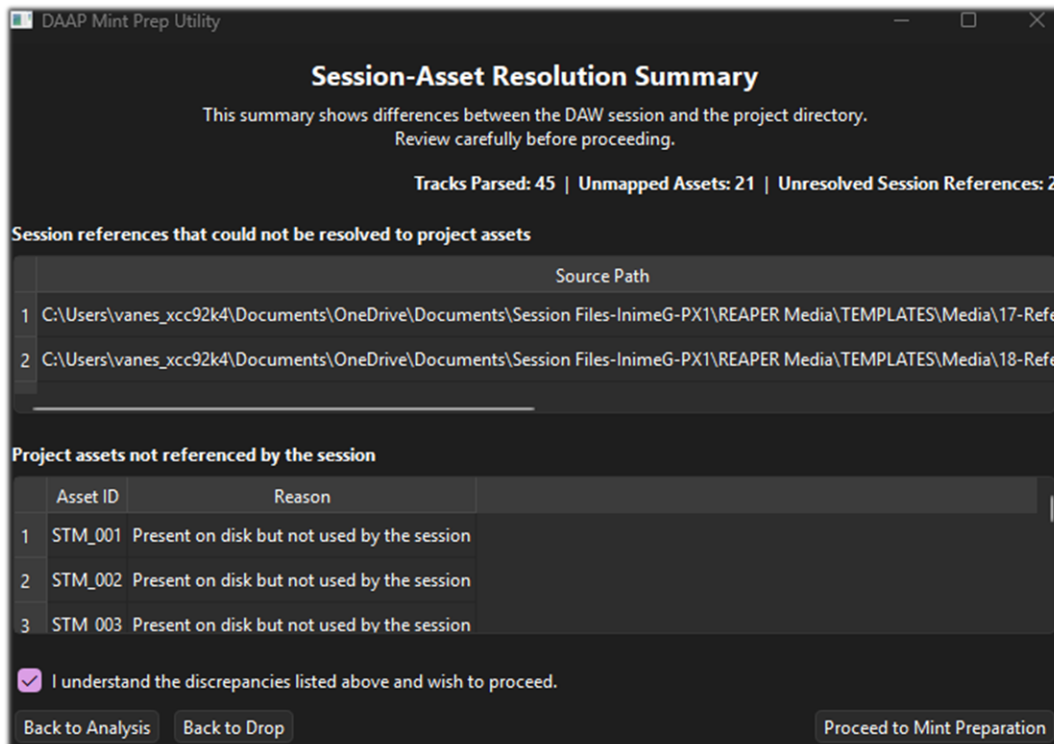 DAAP Mint Prep Utility
Session-Asset Resolution Summary
This summary shows differences between the DAW session and the project directory.
Review carefully before proceeding.
Tracks Parsed: 45 | Unmapped Assets: 21 | Unresolved Session References: 2
Session references that could not be resolved to project assets
Source Path
1 C:\Users\vanes_xcc92k4\Documents\OneDrive\Documents\Session Files-InimeG-PX1\REAPER Media\TEMPLATES\Media\17-Refe
2 C:\Users\vanes_xcc92k4\Documents\OneDrive\Documents\Session Files-InimeG-PX1\REAPER Media\TEMPLATES\Media\18-Refe
Project assets not referenced by the session
Asset ID Reason
1 STM_001 Present on disk but not used by the session
2 STM_002 Present on disk but not used by the session
3 STM_003 Present on disk but not used by the session
I understand the discrepancies listed above and wish to proceed.
Back to Analysis Back to Drop Proceed to Mint Preparation